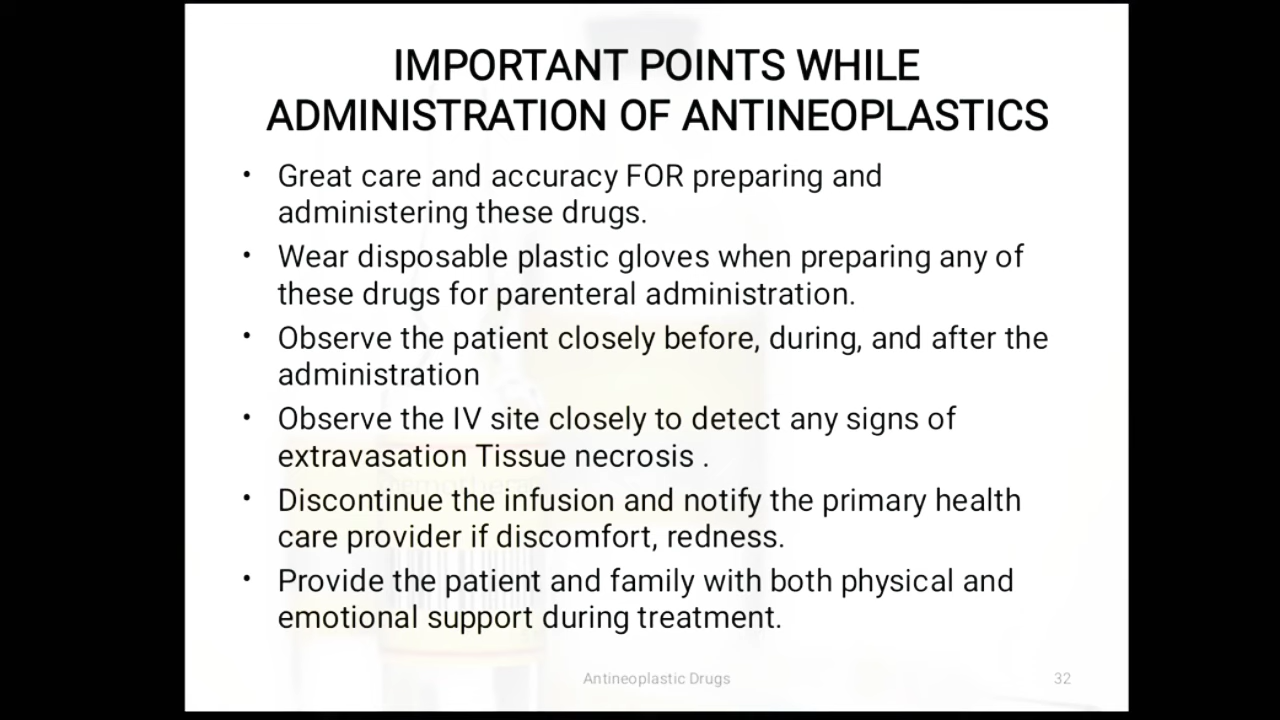 IMPORTANT POINTS WHILE
ADMINISTRATION OF ANTINEOPLASTICS
• Great care and accuracy FOR preparing and
administering these drugs.
• Wear disposable plastic gloves when preparing any of
these drugs for parenteral administration.
• Observe the patient closely before, during, and after the
administration
• Observe the IV site closely to detect any signs of
extravasation Tissue necrosis .
• Discontinue the infusion and notify the primary health
care provider if discomfort, redness.
• Provide the patient and family with both physical and
emotional support during treatment.
Antineoplastic Drugs
32